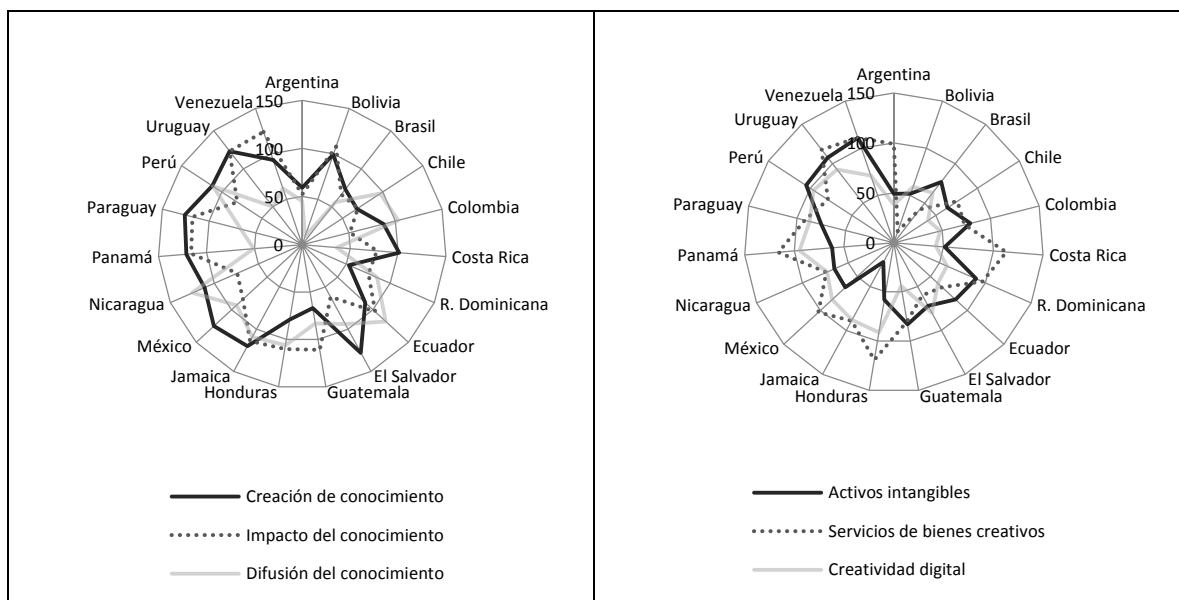 Argentina
Bolivia
Brasil
Chile
Colombia
Costa Rica
R. Dominicana
Ecuador
El Salvador
Guatemala
Honduras
Jamaica
México
Nicaragua
Panamá
Paraguay
Perú
Uruguay
Venezuela
150
100
50
0
Creación de conocimiento
Impacto del conocimiento
Difusión del conocimiento
Argentina
Bolivia
Brasil
Chile
Colombia
Costa Rica
R. Dominicana
Ecuador
El Salvador
Guatemala
Honduras
Jamaica
México
Nicaragua
Panamá
Paraguay
Perú
Uruguay
Venezuela
150
100
50
0
Activos intangibles
Servicios de bienes creativos
Creatividad digital